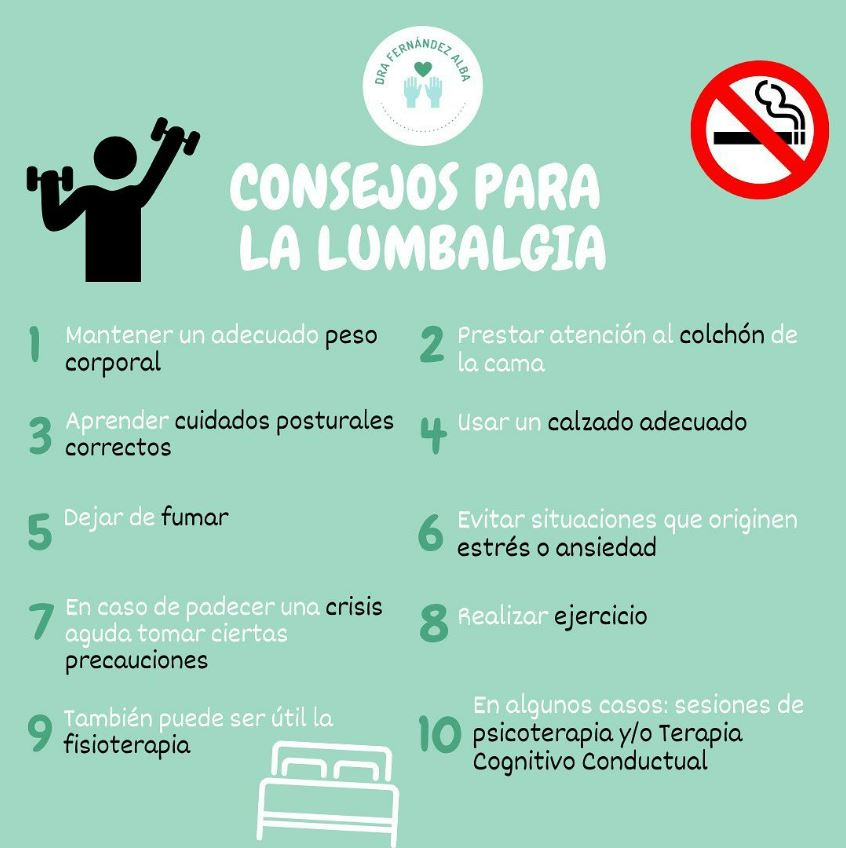 DRA FERNÁNDEZ ALBA
CONSEJOS PARA
LA LUMBALGIA
1 Mantener un adecuado peso
corporal
2 Prestar atención al colchón de
la cama
3 Aprender cuidados posturales
correctos
4 Usar un calzado adecuado
5 Dejar de fumar
6 Evitar situaciones que originen
estrés o ansiedad
7 En caso de padecer una crisis
aguda tomar ciertas
precauciones
8 Realizar ejercicio
9 También puede ser útil la
fisioterapia
10 En algunos casos: sesiones de
psicoterapia y/o Terapia
Cognitivo Conductual